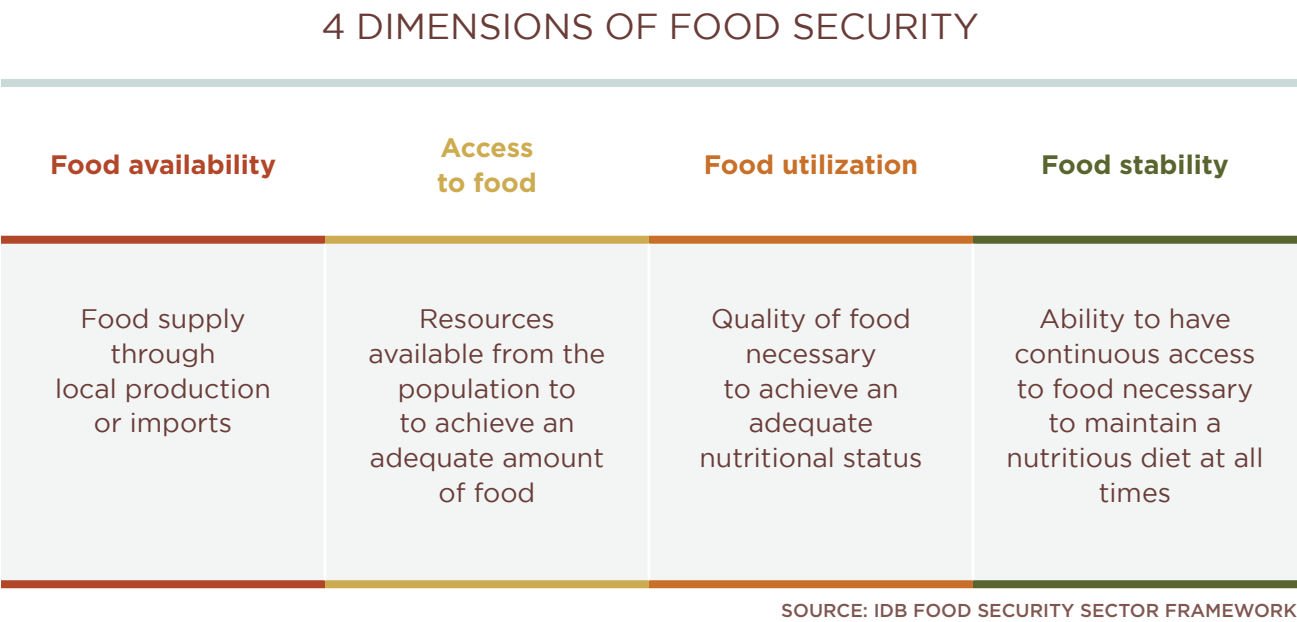 4 DIMENSIONS OF FOOD SECURITY
Food availability
Food supply
through
local production
or imports
Access
to food
Resources
available from the
population to
to achieve an
adequate amount
of food
Food utilization
Quality of food
necessary
to achieve an
adequate
nutritional status
Food stability
Ability to have
continuous access
to food necessary
to maintain a
nutritious diet at all
times
SOURCE: IDB FOOD SECURITY SECTOR FRAMEWORK